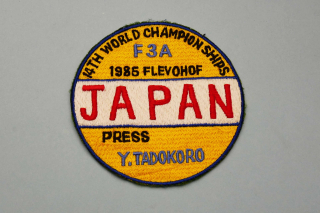 14TH WORLD CHAMPIONSHIPS
F3A
1985 FLEVOHOF
JAPAN
PRESS
Y.TADOKORO